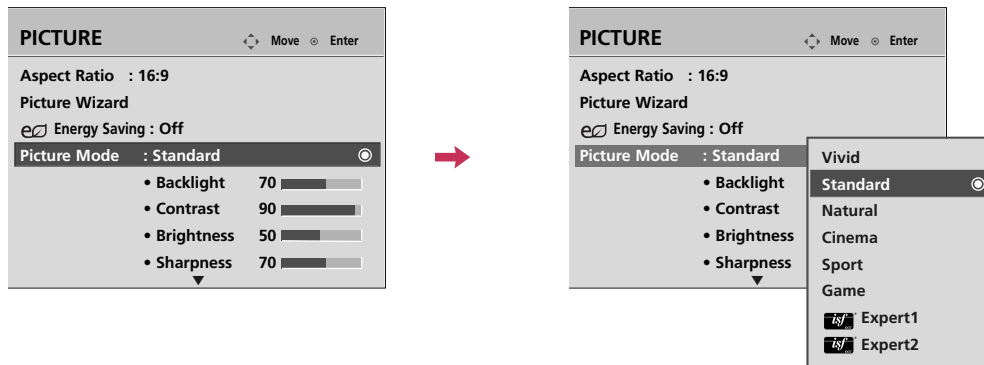 PICTURE Move Enter
Aspect Ratio : 16:9
Picture Wizard
Energy Saving : Off
Picture Mode : Standard
• Backlight 70
• Contrast 90
• Brightness 50
• Sharpness 70
PICTURE Move Enter
Aspect Ratio : 16:9
Picture Wizard
Energy Saving : Off
Picture Mode : Standard
• Backlight
• Contrast
• Brightness
• Sharpness
Vivid
Standard
Natural
Cinema
Sport
Game
isf Expert1
isf Expert2